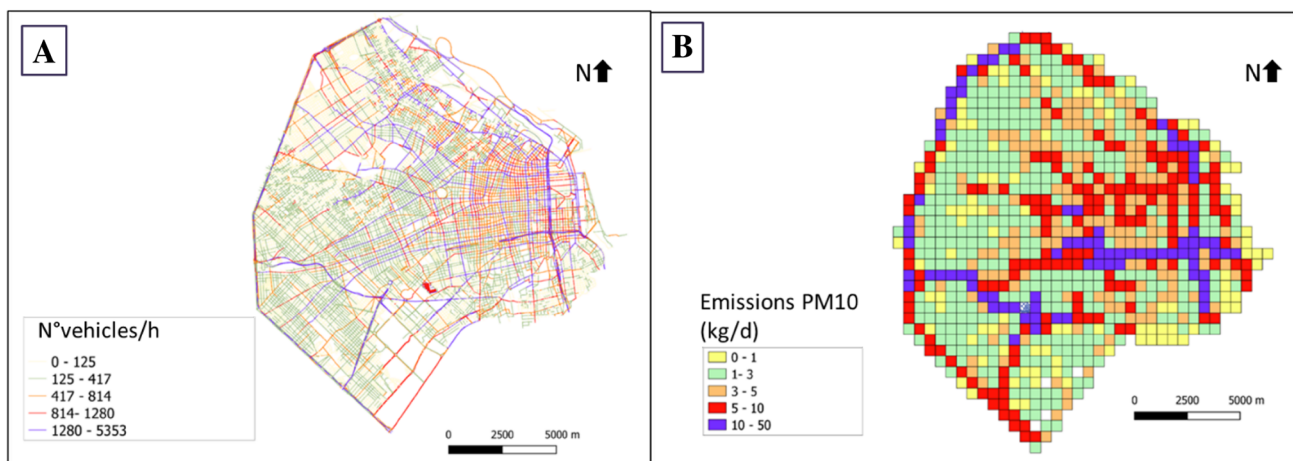 A
N
N°vehicles/h
0 - 125
125 - 417
417 - 814
814- 1280
1280 - 5353
0 2500 5000 m
B
N
Emissions PM10
(kg/d)
0 - 1
1- 3
3 - 5
5 - 10
10 - 50
0 2500 5000 m